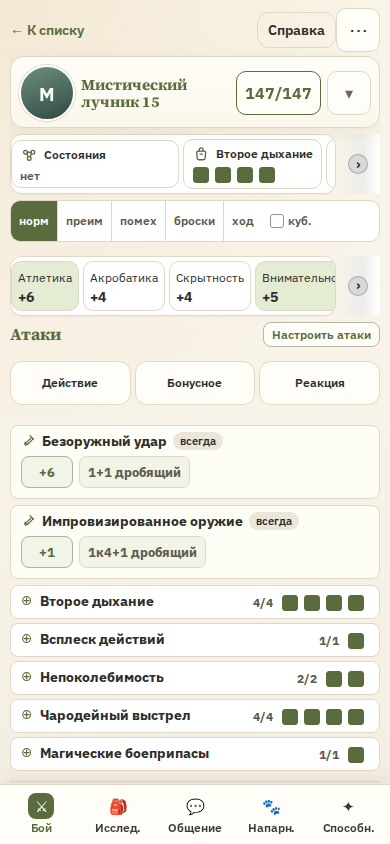 ← К списку
Справка
...
М
Мистический
лучник 15
147/147
▼
Состояния
нет
Второе дыхание
норм
преим
помех
броски
ход
куб.
Атлетика
+6
Акробатика
+4
Скрытность
+4
Внимательно
+5
Атаки
Настроить атаки
Действие
Бонусное
Реакция
Безоружный удар
всегда
+6
1+1 дробящий
Импровизированное оружие
всегда
+1
1к4+1 дробящий
Второе дыхание
4/4
Всплеск действий
1/1
Непоколебимость
2/2
Чародейный выстрел
4/4
Магические боеприпасы
1/1
Бой
Исслед.
Общение
Напарн.
Способн.